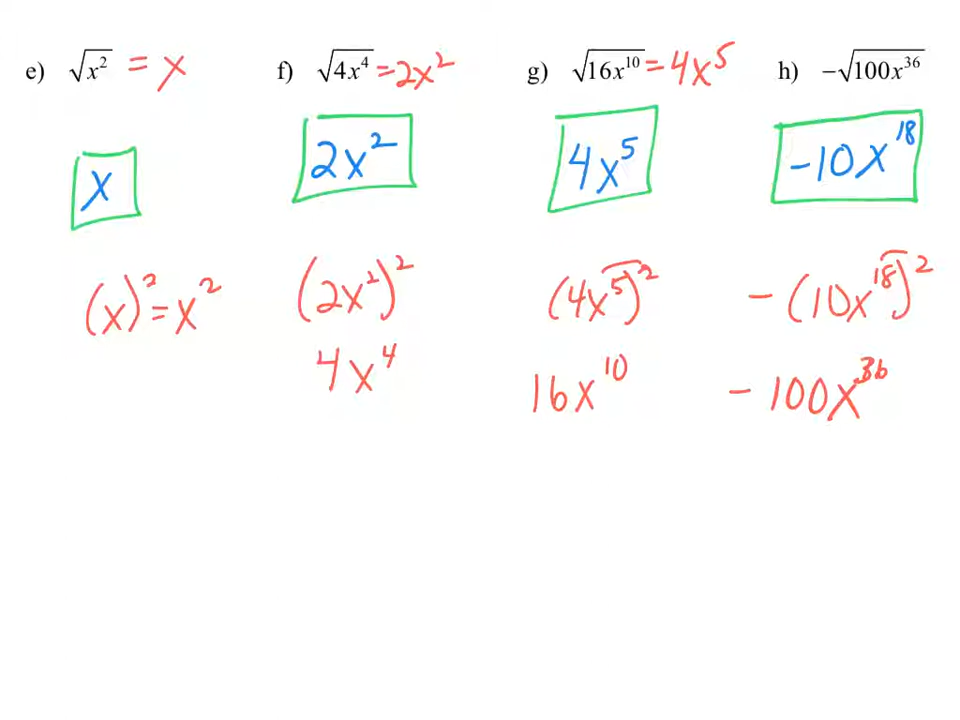 e) √x² = x f) √4x⁴ = 2x² g) √16x¹⁰ = 4x⁵ h) −√100x³⁶
x 2x² 4x⁵ −10x¹⁸
(x)² = x² (2x²)² (4x⁵)² −(10x¹⁸)²
4x⁴ 16x¹⁰ −100x³⁶